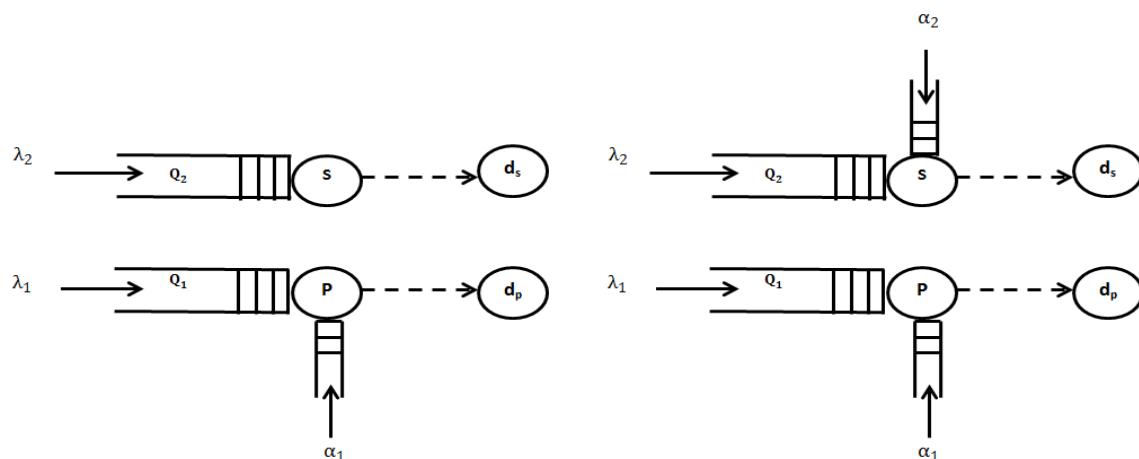 α₂
λ₂ Q₂ s dₛ λ₂ Q₂ s dₛ
λ₁ Q₁ P dₚ λ₁ Q₁ P dₚ
α₁ α₁